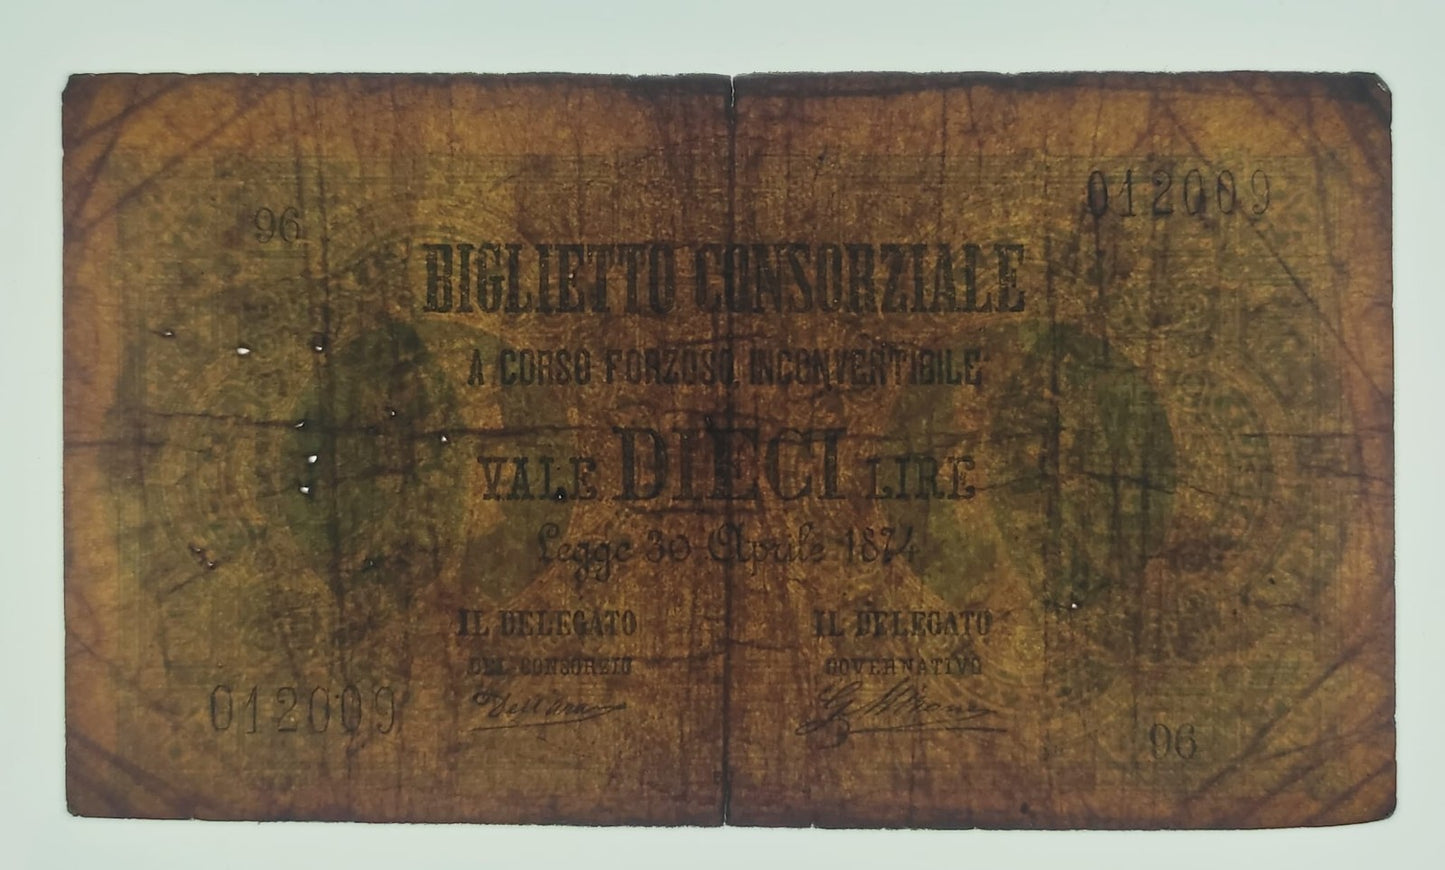 96
012009
BIGLIETTO CONSORZIALE
A CORSO FORZOSO INCONVERTIBILE
VALE DIECI LIRE
Legge 30 Aprile 1874
IL DELEGATO
DEL CONSORZIO
IL DELEGATO
GOVERNATIVO
012009
96